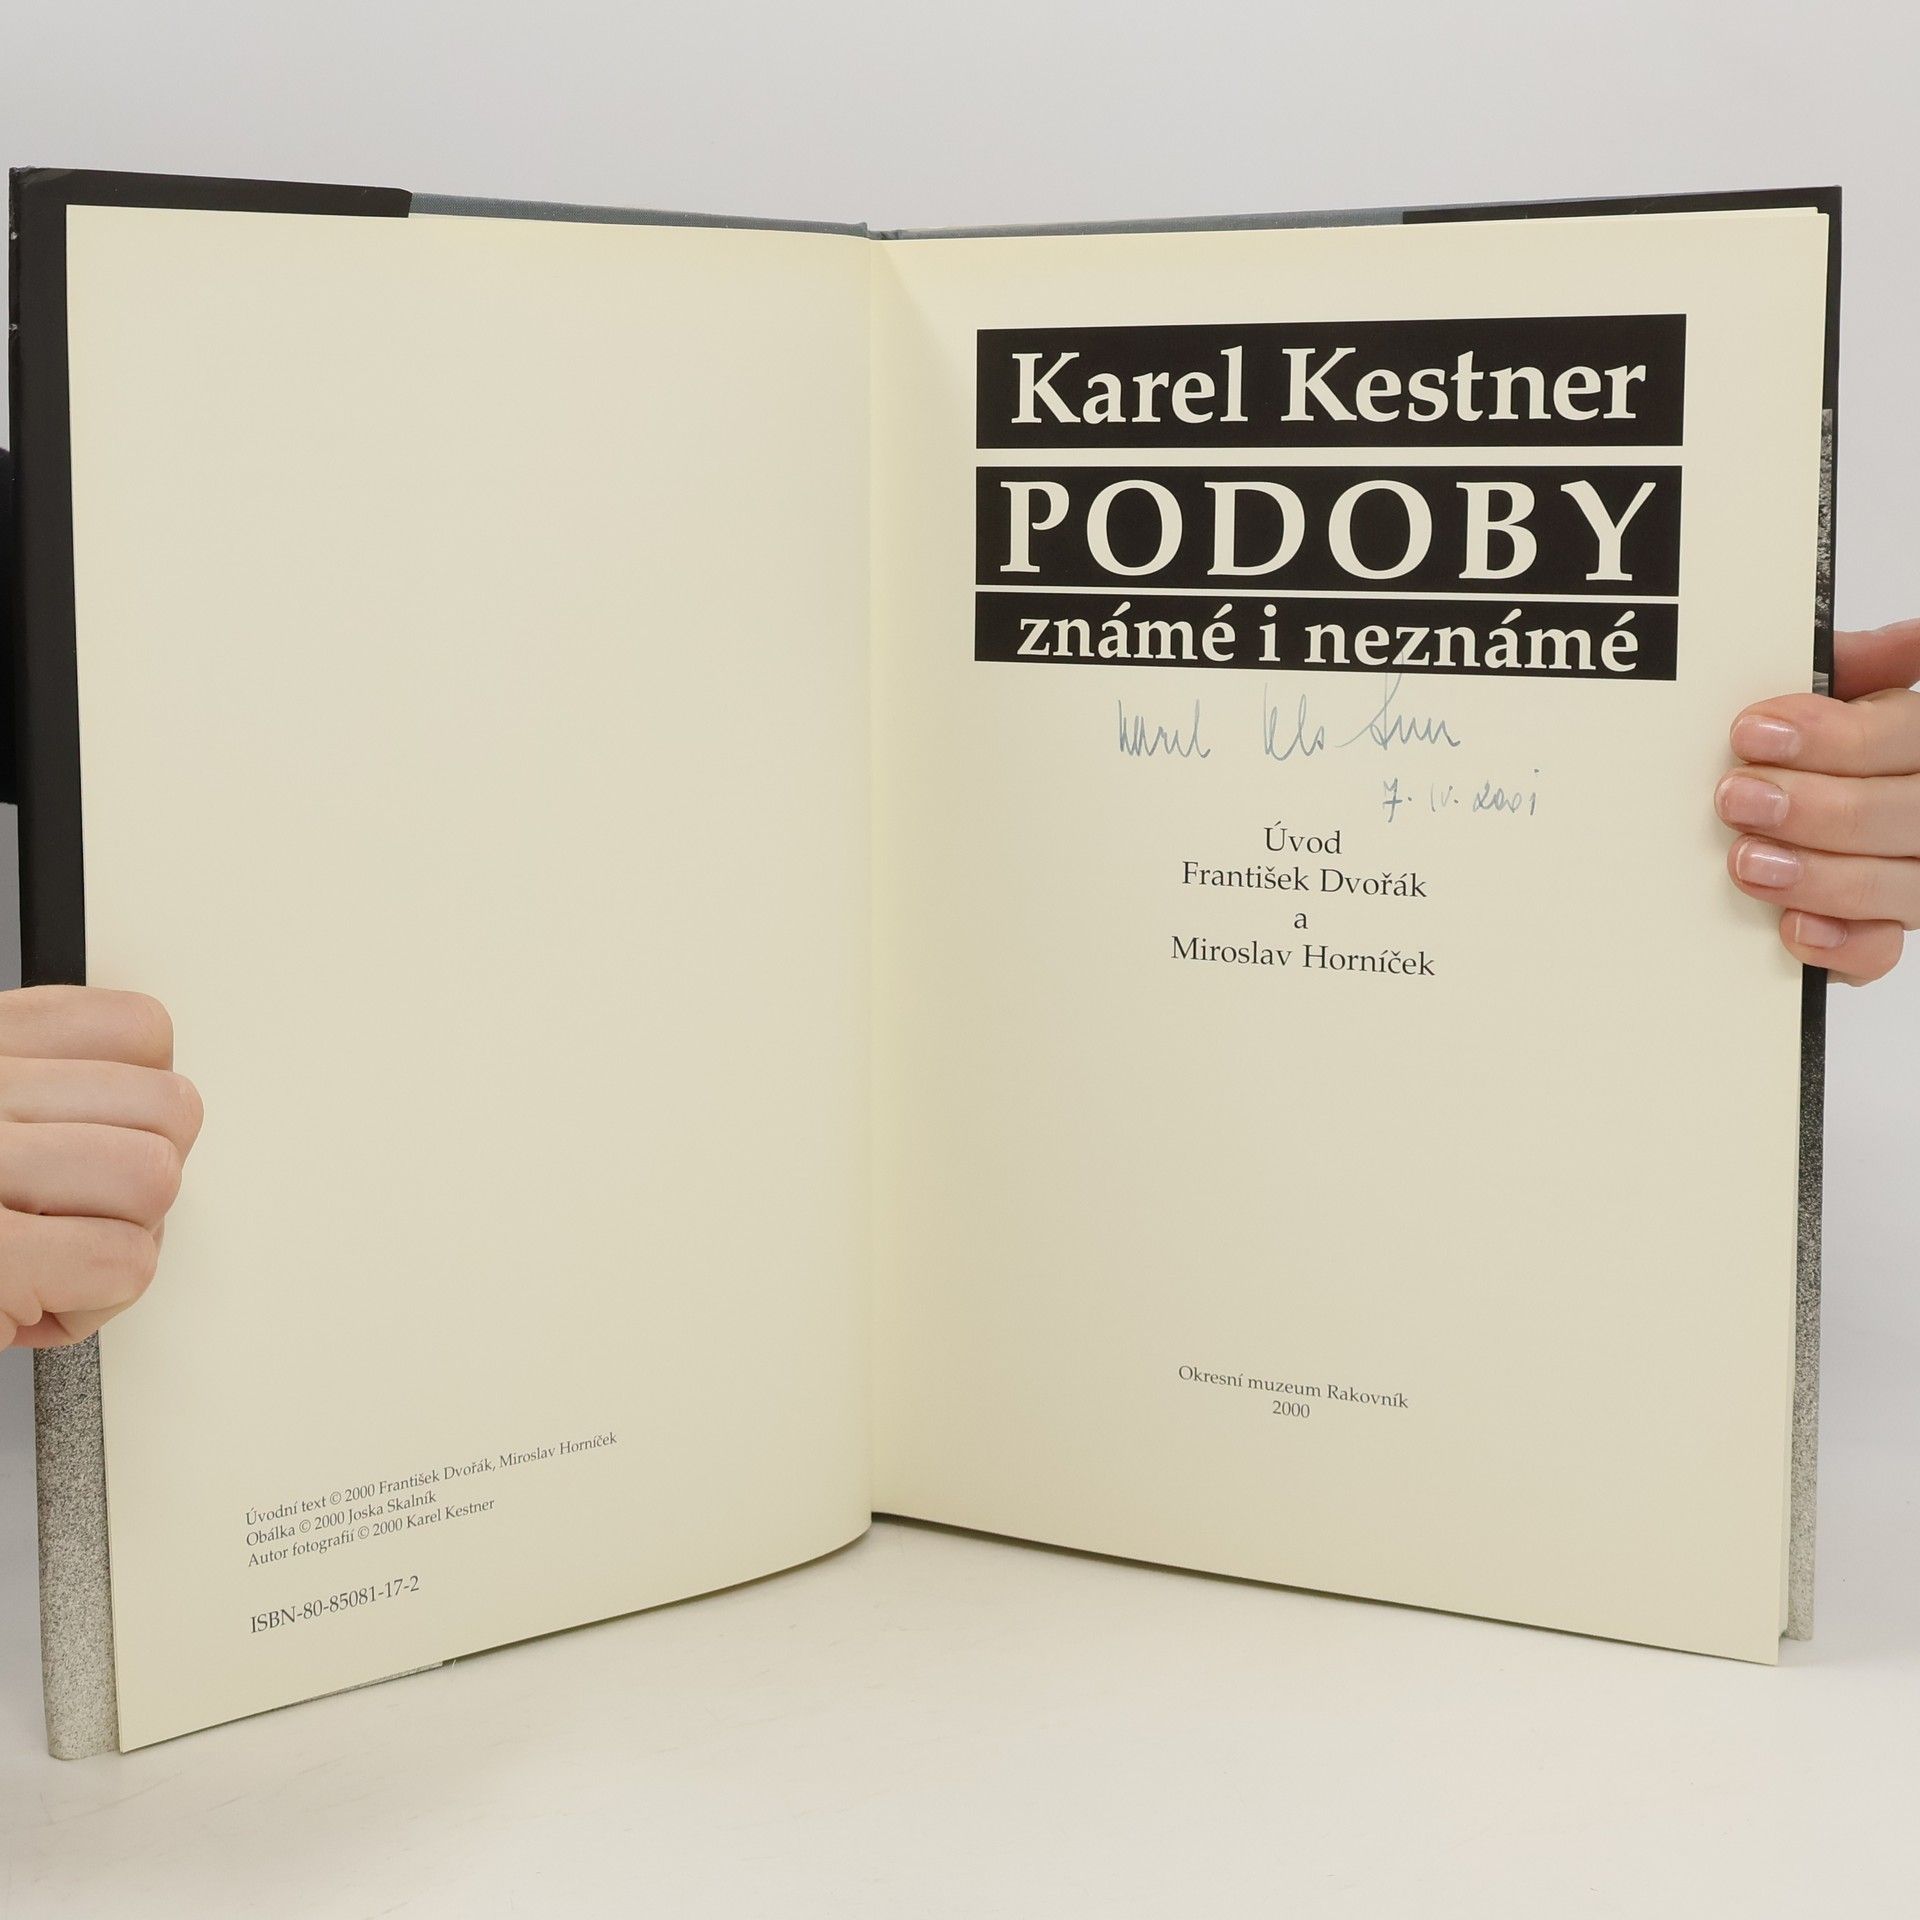 Úvodní text © 2000 František Dvořák, Miroslav Horníček
Obálka © 2000 Joska Skalník
Autor fotografií © 2000 Karel Kestner
ISBN-80-85081-17-2
Karel Kestner
PODOBY
známé i neznámé
Karel Kestner
7. IV. 2001
Úvod
František Dvořák
a
Miroslav Horníček
Okresní muzeum Rakovník
2000